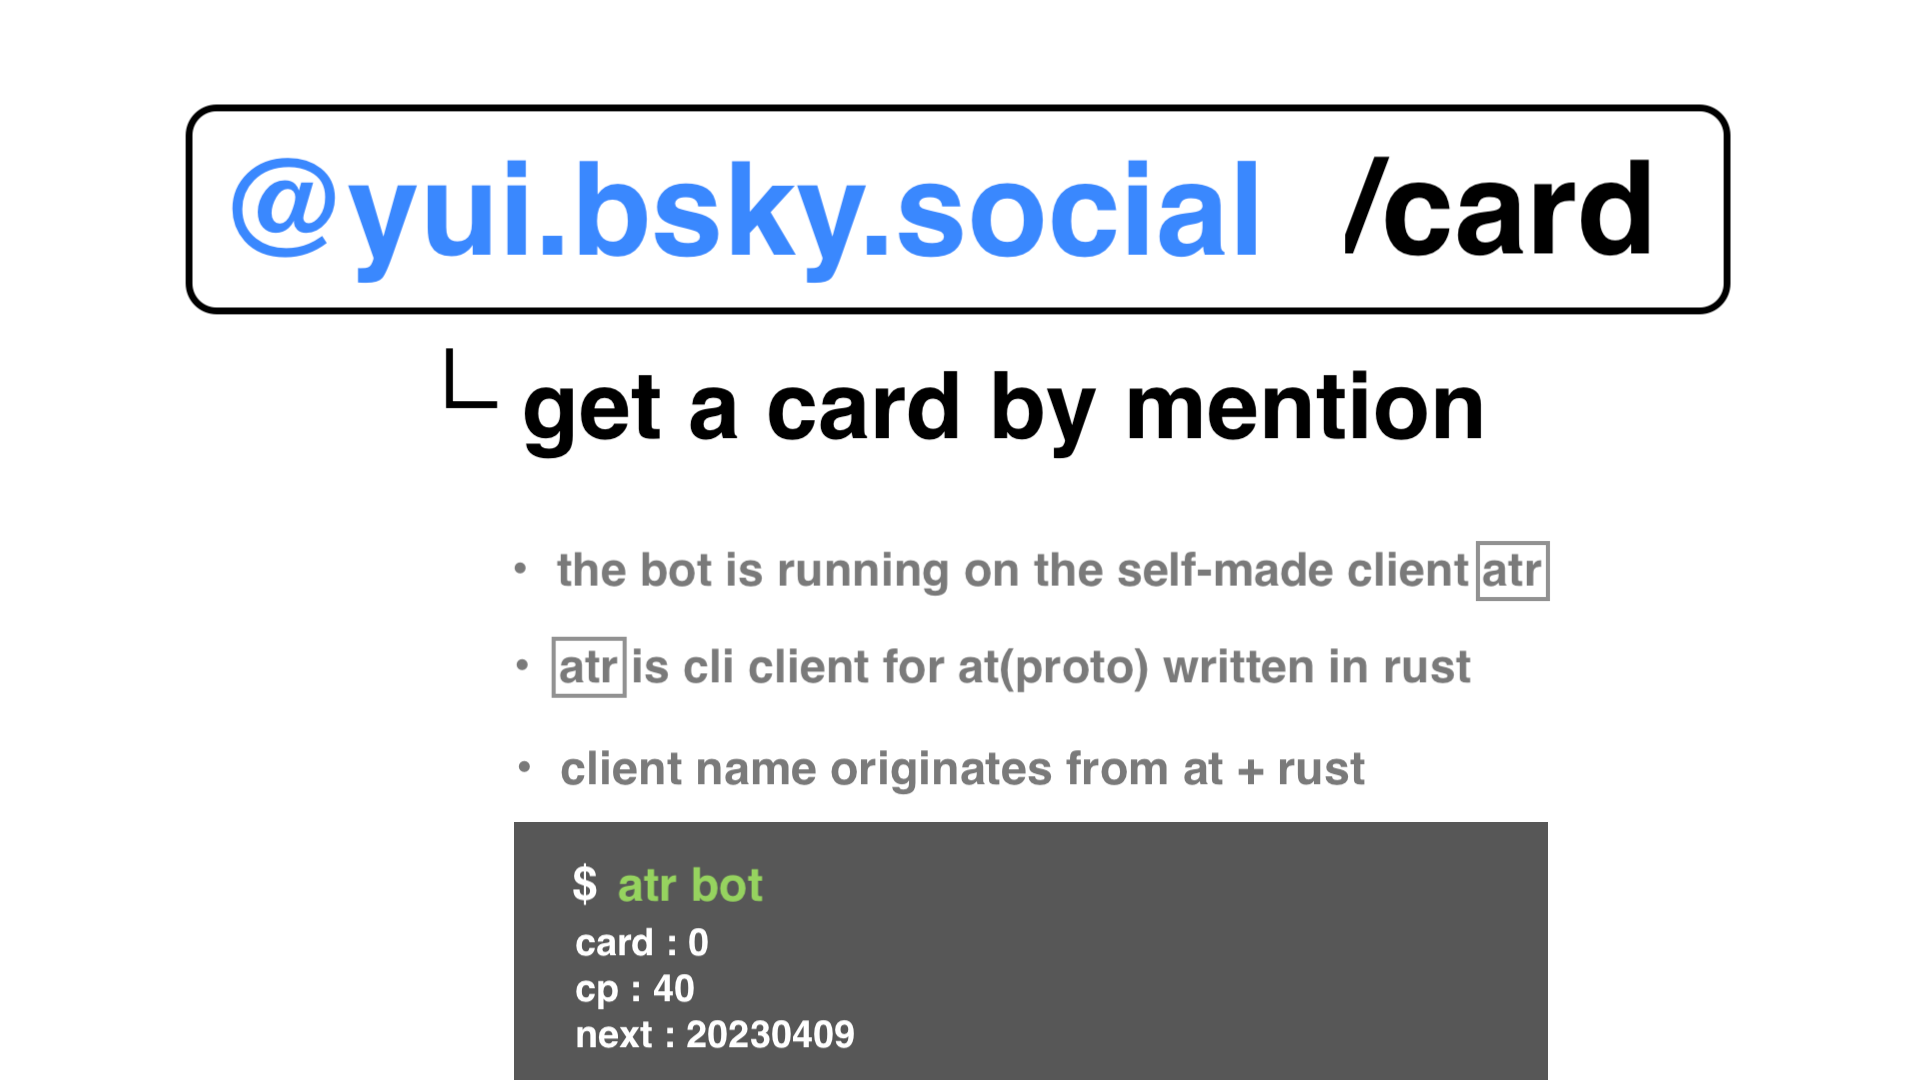 @yui.bsky.social /card
get a card by mention
• the bot is running on the self-made client atr
• atr is cli client for at(proto) written in rust
• client name originates from at + rust
$ atr bot
card : 0
cp : 40
next : 20230409